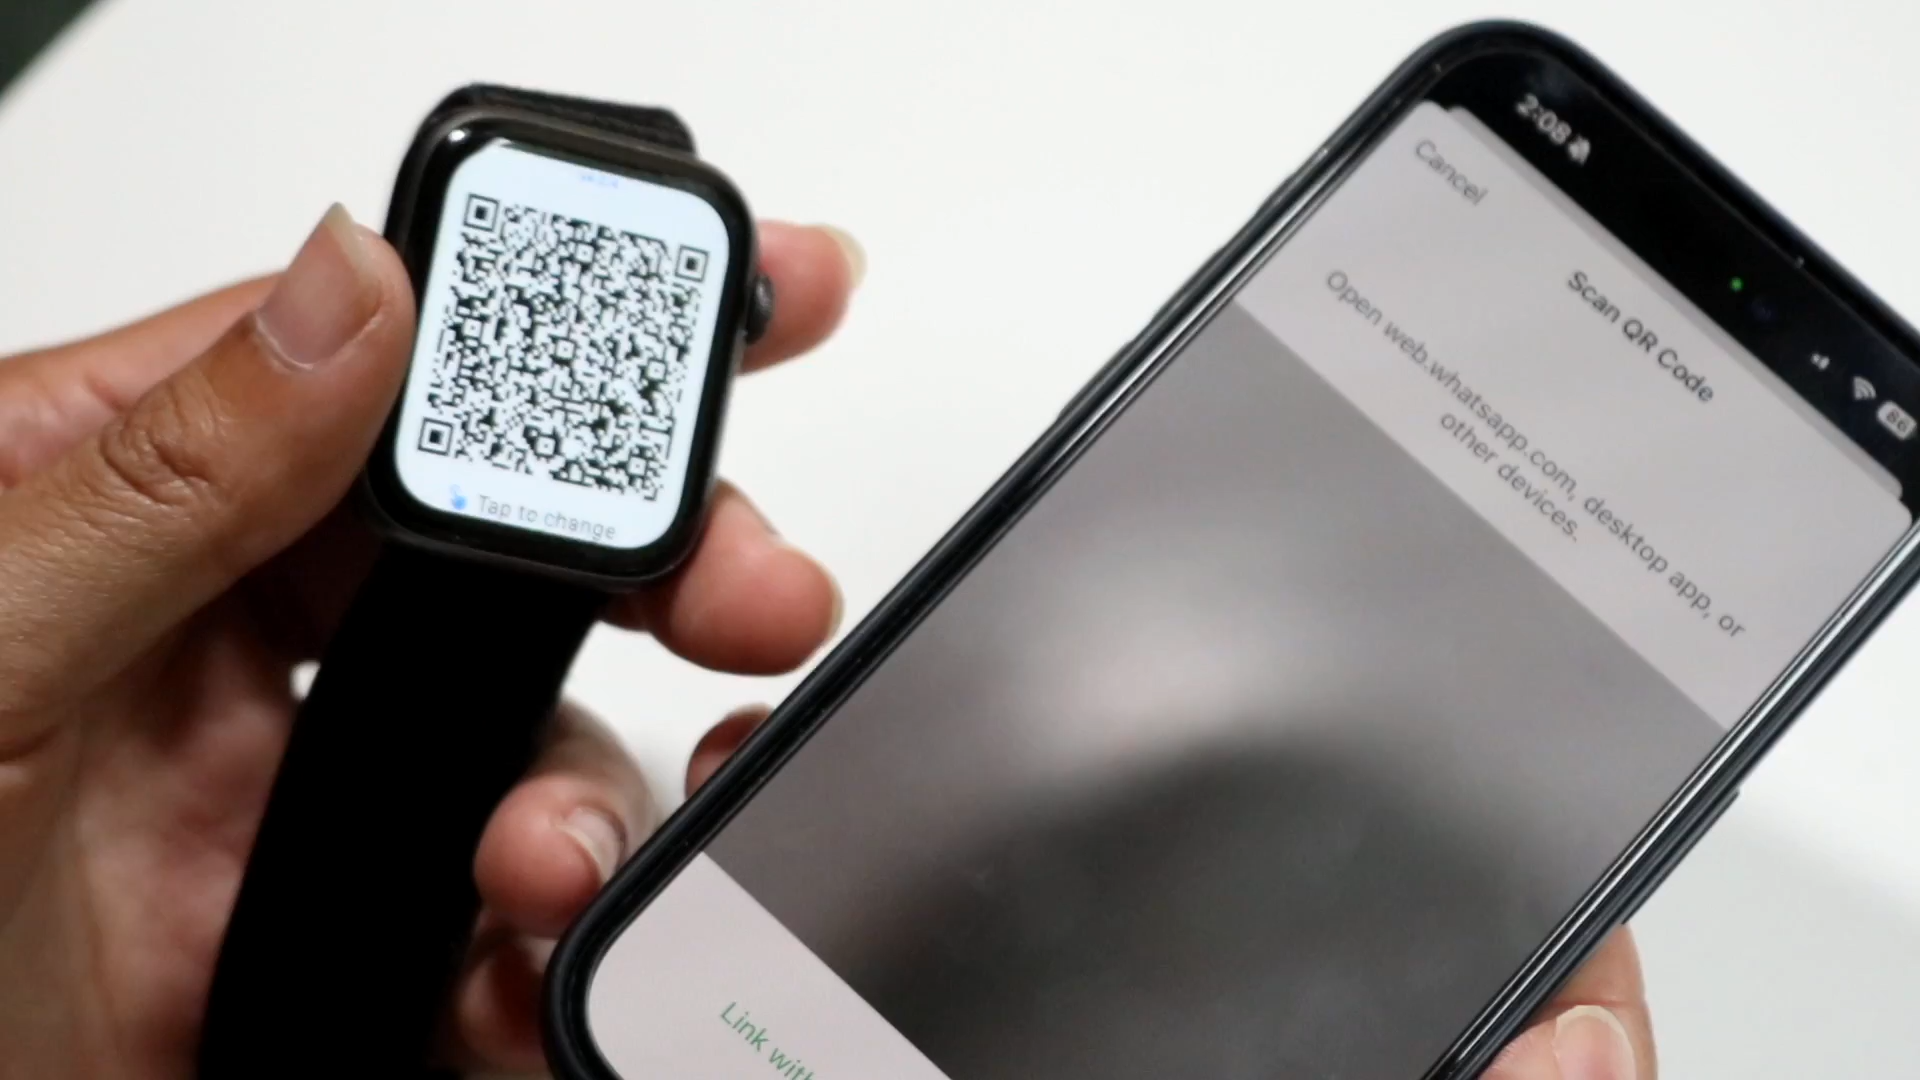 Tap to change
2:08
86
Cancel
Scan QR Code
Open web.whatsapp.com, desktop app, or
other devices.
Link with